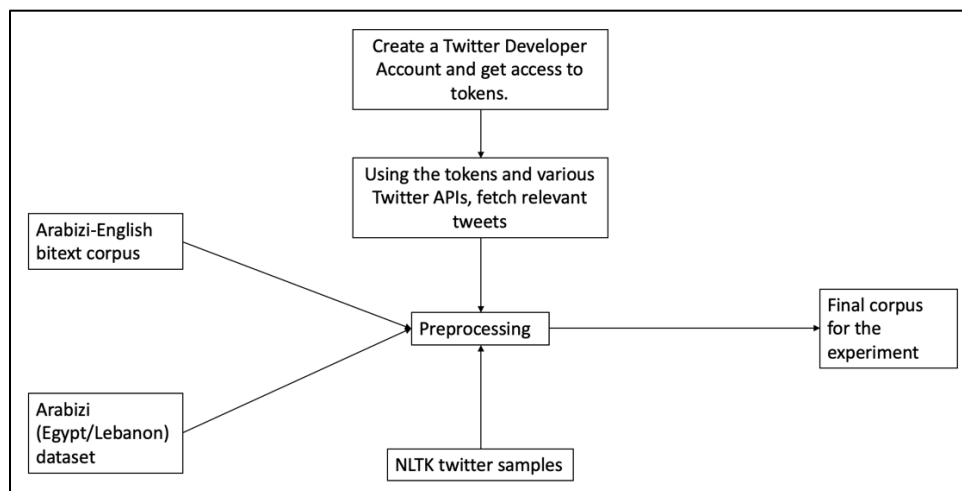 Create a Twitter Developer
Account and get access to
tokens.
Using the tokens and various
Twitter APIs, fetch relevant
tweets
Arabizi-English
bitext corpus
Preprocessing
Final corpus
for the
experiment
Arabizi
(Egypt/Lebanon)
dataset
NLTK twitter samples